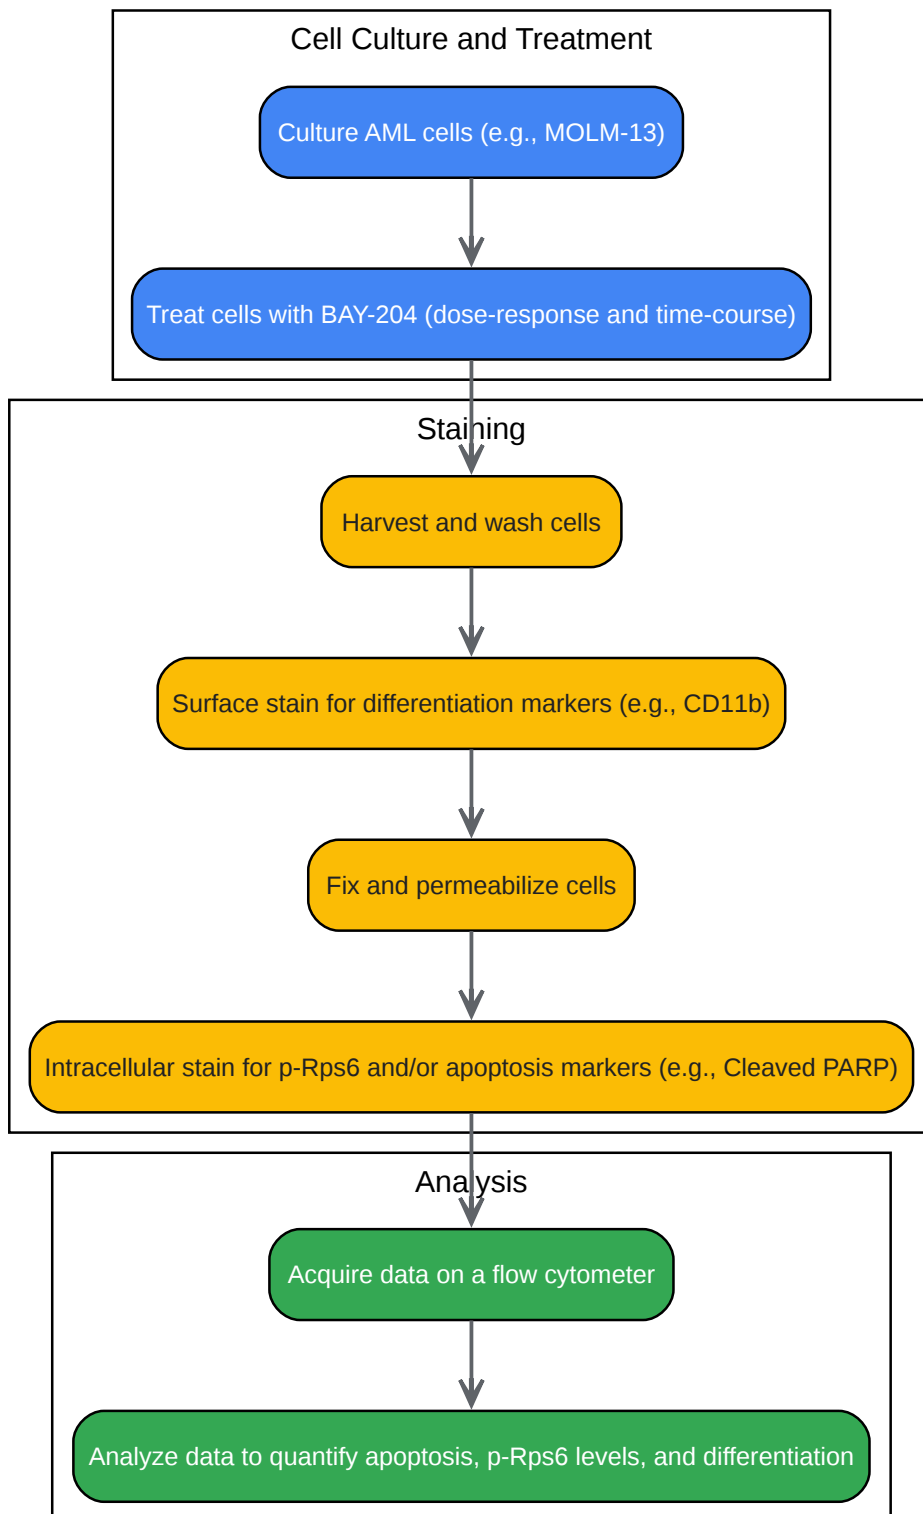 Cell Culture and Treatment
Culture AML cells (e.g., MOLM-13)
Treat cells with BAY-204 (dose-response and time-course)
Staining
Harvest and wash cells
Surface stain for differentiation markers (e.g., CD11b)
Fix and permeabilize cells
Intracellular stain for p-Rps6 and/or apoptosis markers (e.g., Cleaved PARP)
Analysis
Acquire data on a flow cytometer
Analyze data to quantify apoptosis, p-Rps6 levels, and differentiation